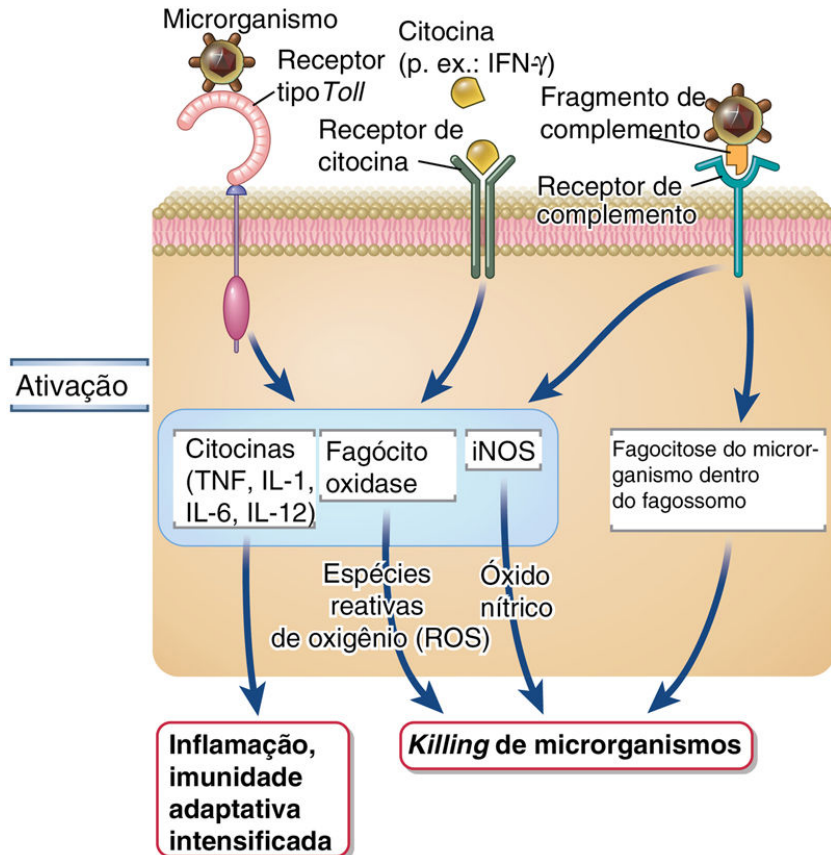 Microrganismo
Receptor
tipo Toll
Citocina
(p. ex.: IFN-γ)
Receptor de
citocina
Fragmento de
complemento
Receptor de
complemento
Ativação
Citocinas
(TNF, IL-1,
IL-6, IL-12)
Fagócito
oxidase
iNOS
Fagocitose do micror-
ganismo dentro
do fagossomo
Espécies
reativas
de oxigênio (ROS)
Óxido
nítrico
Inflamação,
imunidade
adaptativa
intensificada
Killing de microrganismos